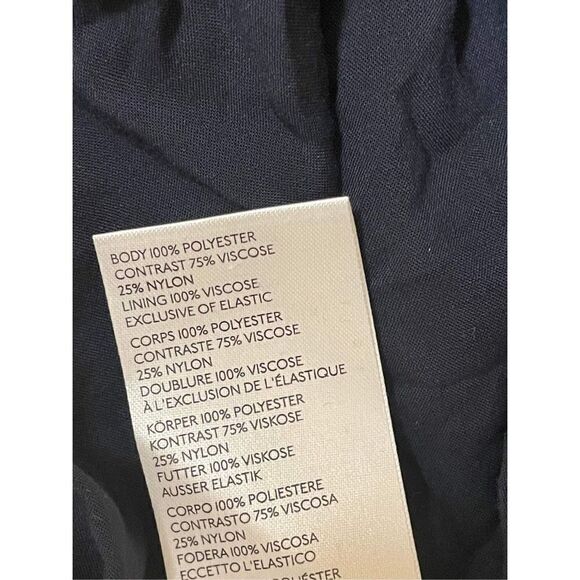 BODY 100% POLYESTER
CONTRAST 75% VISCOSE
25% NYLON
LINING 100% VISCOSE
EXCLUSIVE OF ELASTIC
CORPS 100% POLYESTER
CONTRASTE 75% VISCOSE
25% NYLON
DOUBLURE 100% VISCOSE
À L'EXCLUSION DE L'ÉLASTIQUE
KÖRPER 100% POLYESTER
KONTRAST 75% VISKOSE
25% NYLON
FUTTER 100% VISKOSE
AUSSER ELASTIK
CORPO 100% POLIESTERE
CONTRASTO 75% VISCOSA
25% NYLON
FODERA 100% VISCOSA
ECCETTO L'ELASTICO